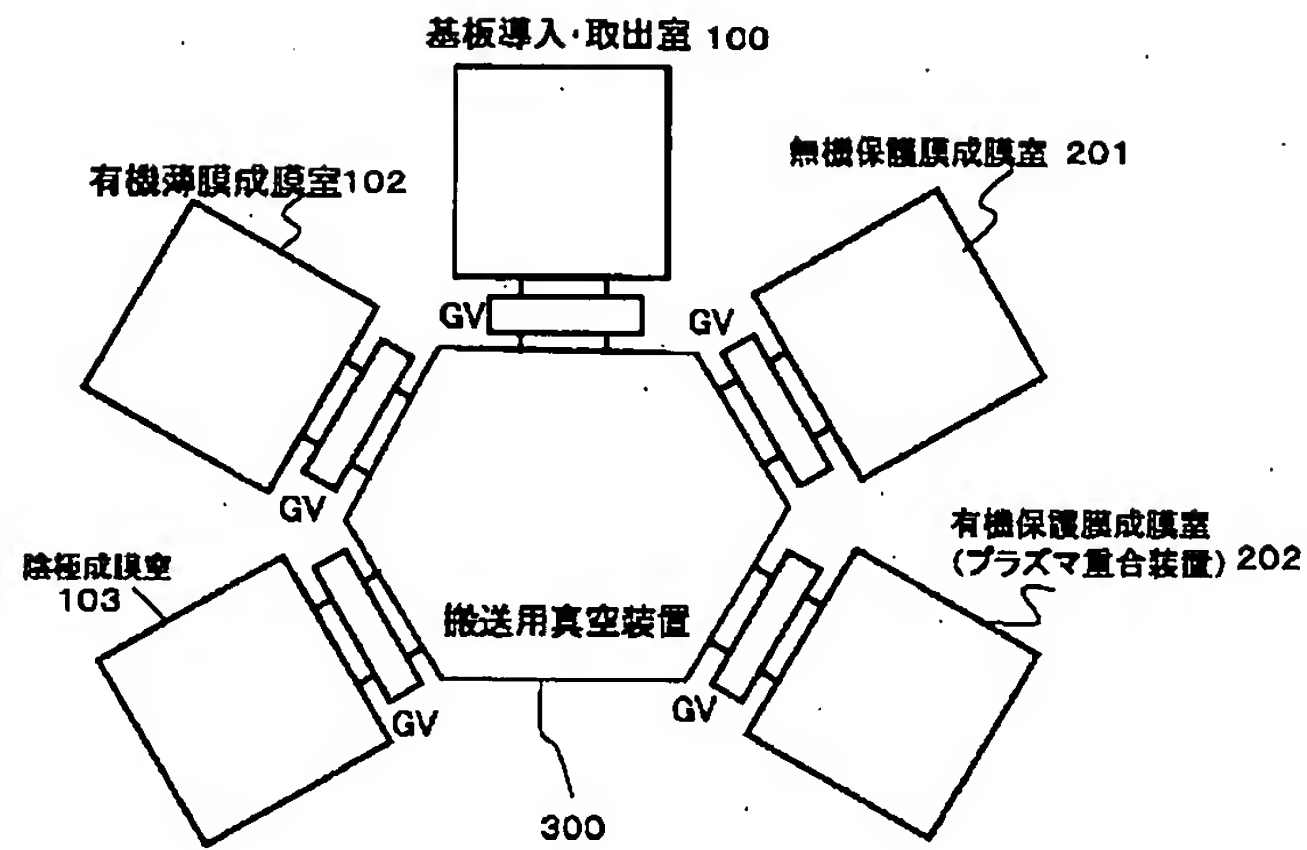 基板導入・取出室 100
無機保護膜成膜室 201
有機薄膜成膜室102
GV
GV
GV
有機保護膜成膜室
(プラズマ重合装置) 202
陰極成膜室
103
搬送用真空装置
GV
GV
300